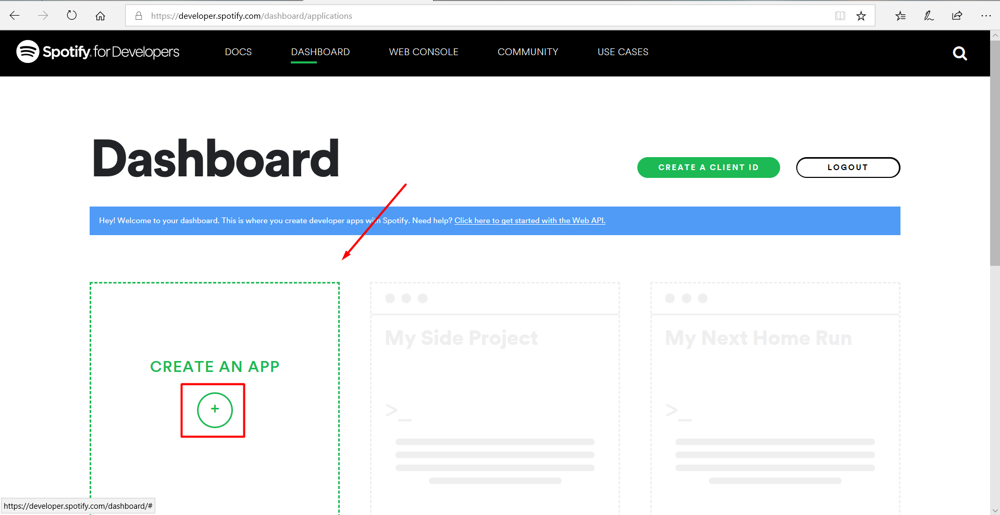 https://developer.spotify.com/dashboard/applications
Spotify for Developers
DOCS
DASHBOARD
WEB CONSOLE
COMMUNITY
USE CASES
Dashboard
CREATE A CLIENT ID
LOGOUT
Hey! Welcome to your dashboard. This is where you create developer apps with Spotify. Need help? Click here to get started with the Web API.
CREATE AN APP
+
My Side Project
>_
My Next Home Run
>_
https://developer.spotify.com/dashboard/#